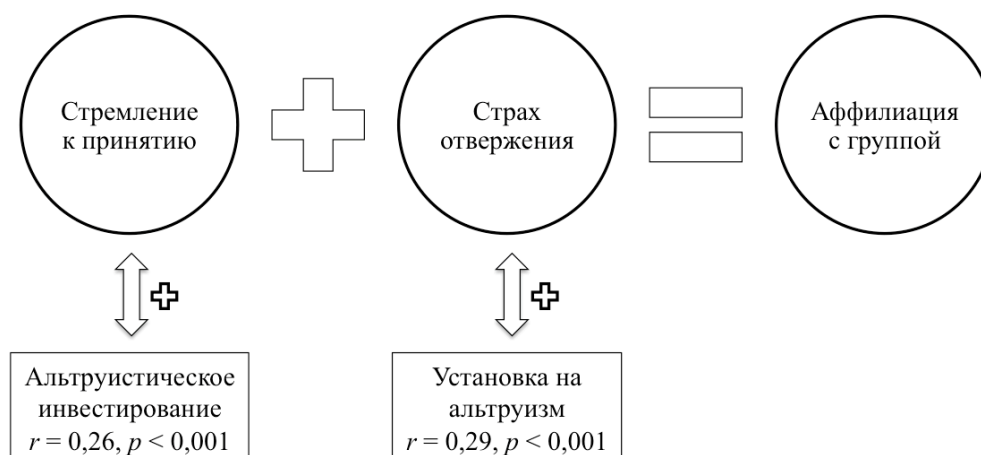 Стремление
к принятию
Страх
отвержения
Аффилиация
с группой
Альтруистическое
инвестирование
r = 0,26, p < 0,001
Установка на
альтруизм
r = 0,29, p < 0,001